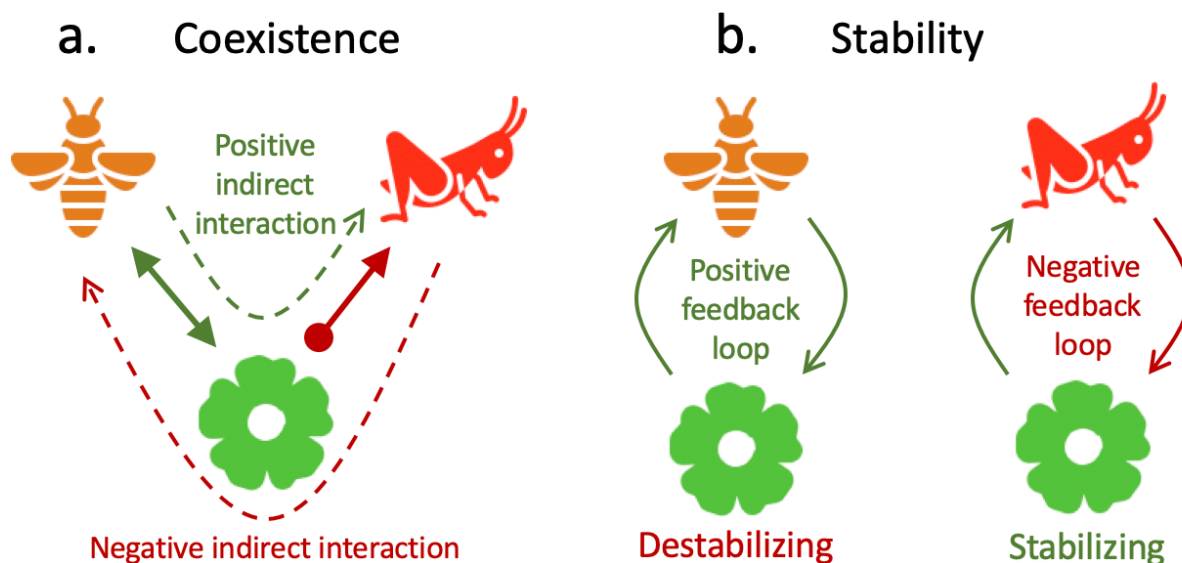 a. Coexistence
b. Stability
Positive
indirect
interaction
Negative indirect interaction
Positive
feedback
loop
Destabilizing
Negative
feedback
loop
Stabilizing